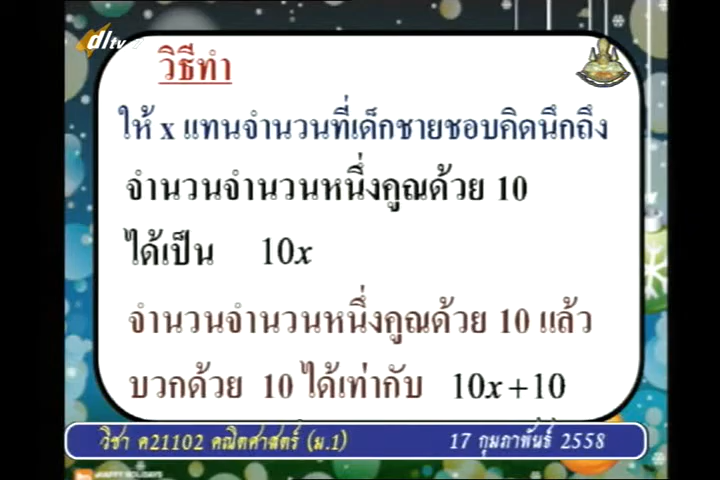 dltv
วิธีทำ
ให้ x แทนจำนวนที่เด็กชายชอบคิดนึกถึง
จำนวนจำนวนหนึ่งคูณด้วย 10
ได้เป็น 10x
จำนวนจำนวนหนึ่งคูณด้วย 10 แล้ว
บวกด้วย 10 ได้เท่ากับ 10x+10
วิชา ค21102 คณิตศาสตร์ (ม.1) 17 กุมภาพันธ์ 2558
HAPPY HOLIDAYS